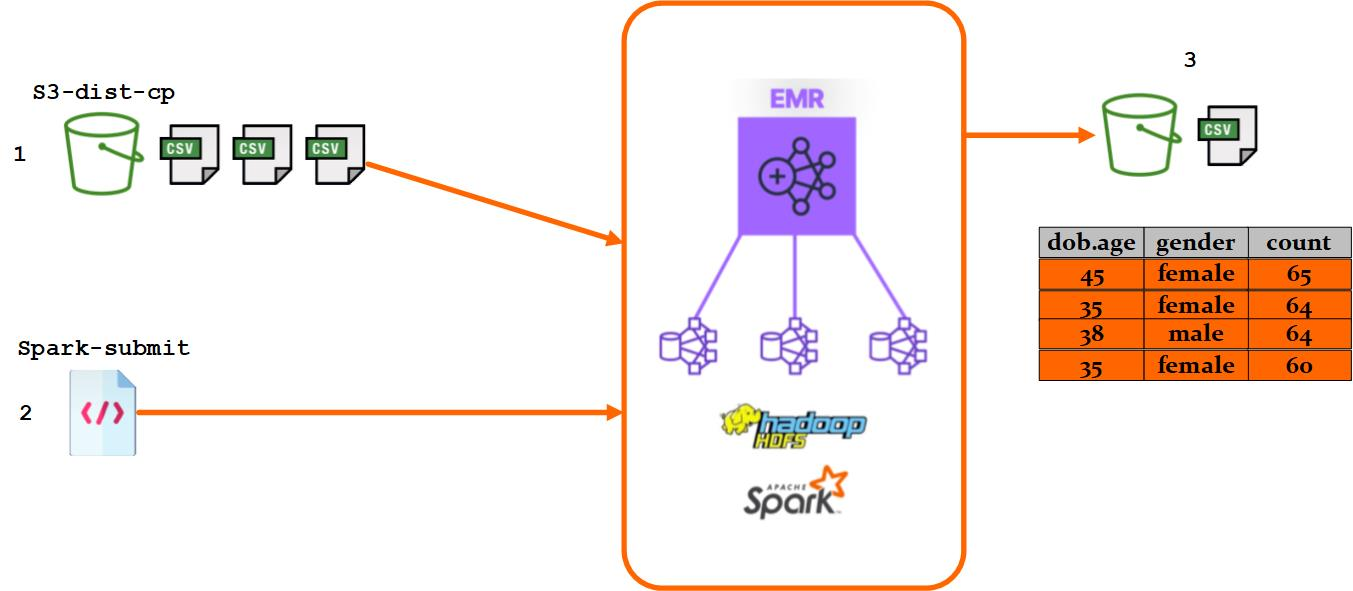 S3-dist-cp
1
CSV CSV CSV
Spark-submit
2
</>
EMR
hadoop
HDFS
APACHE
Spark™
3
CSV
dob.age gender count
45 female 65
35 female 64
38 male 64
35 female 60